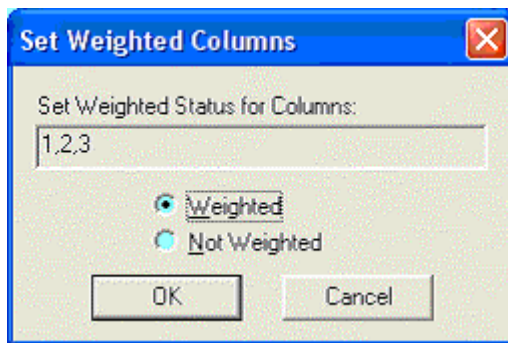 Set Weighted Columns
Set Weighted Status for Columns:
1,2,3
Weighted
Not Weighted
OK Cancel